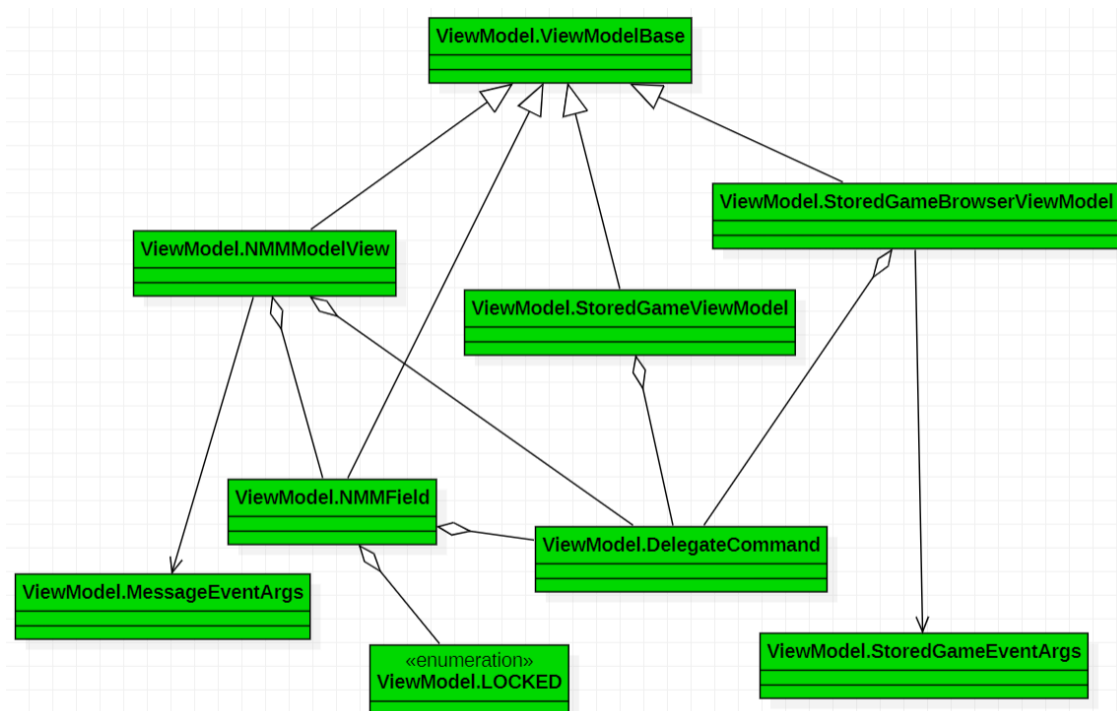 ViewModel.ViewModelBase
ViewModel.StoredGameBrowserViewModel
ViewModel.NMMModelView
ViewModel.StoredGameViewModel
ViewModel.NMMField
ViewModel.DelegateCommand
ViewModel.MessageEventArgs
ViewModel.StoredGameEventArgs
«enumeration»
ViewModel.LOCKED